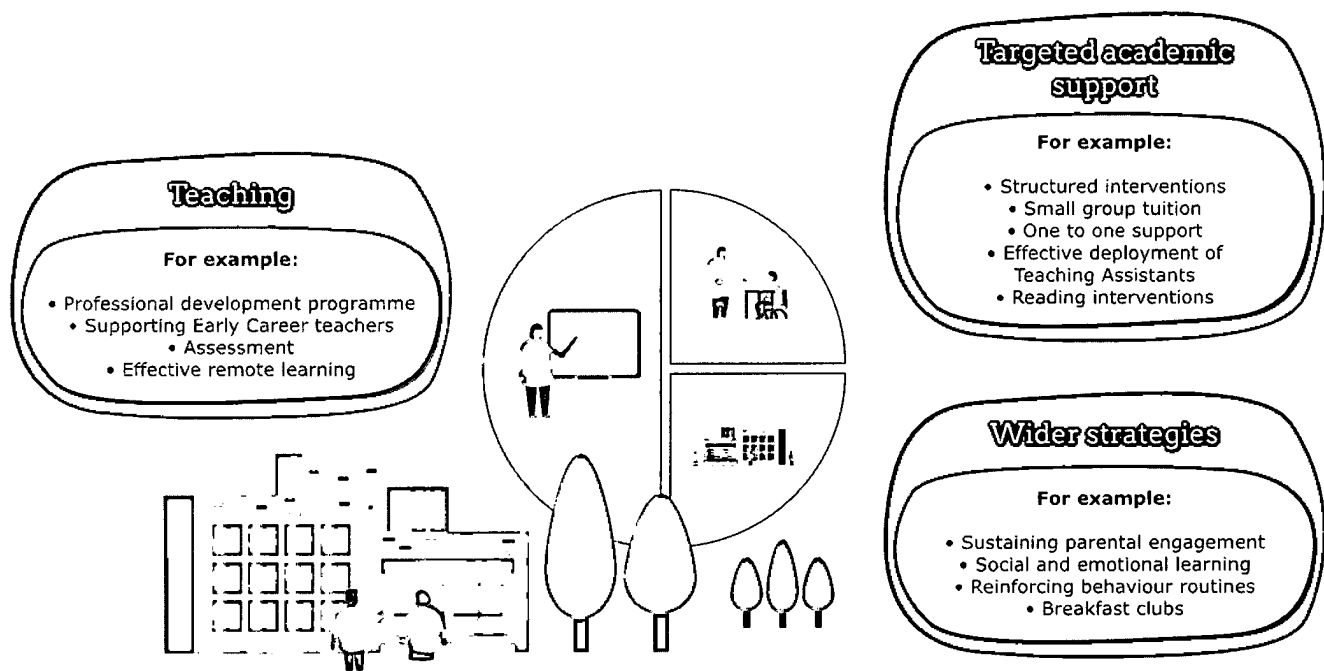 Teaching
For example:
• Professional development programme
• Supporting Early Career teachers
• Assessment
• Effective remote learning
Targeted academic
support
For example:
• Structured interventions
• Small group tuition
• One to one support
• Effective deployment of
Teaching Assistants
• Reading interventions
Wider strategies
For example:
• Sustaining parental engagement
• Social and emotional learning
• Reinforcing behaviour routines
• Breakfast clubs